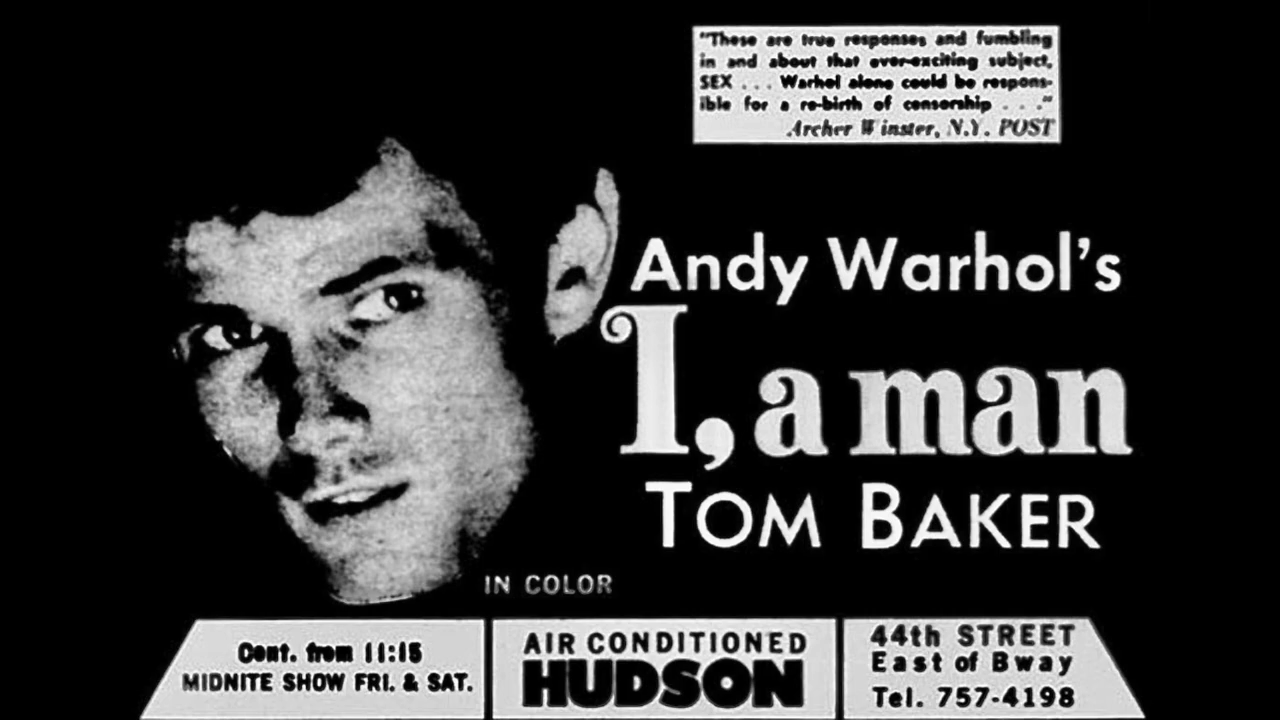 "These are true responses and fumbling
in and about that ever-exciting subject,
SEX . . . Warhol alone could be respons-
ible for a re-birth of censorship . . ."
Archer Winster, N.Y. POST
Andy Warhol's
I, a man
TOM BAKER
IN COLOR
Cont. from 11:15
MIDNITE SHOW FRI. & SAT.
AIR CONDITIONED
HUDSON
44th STREET
East of Bway
Tel. 757-4198